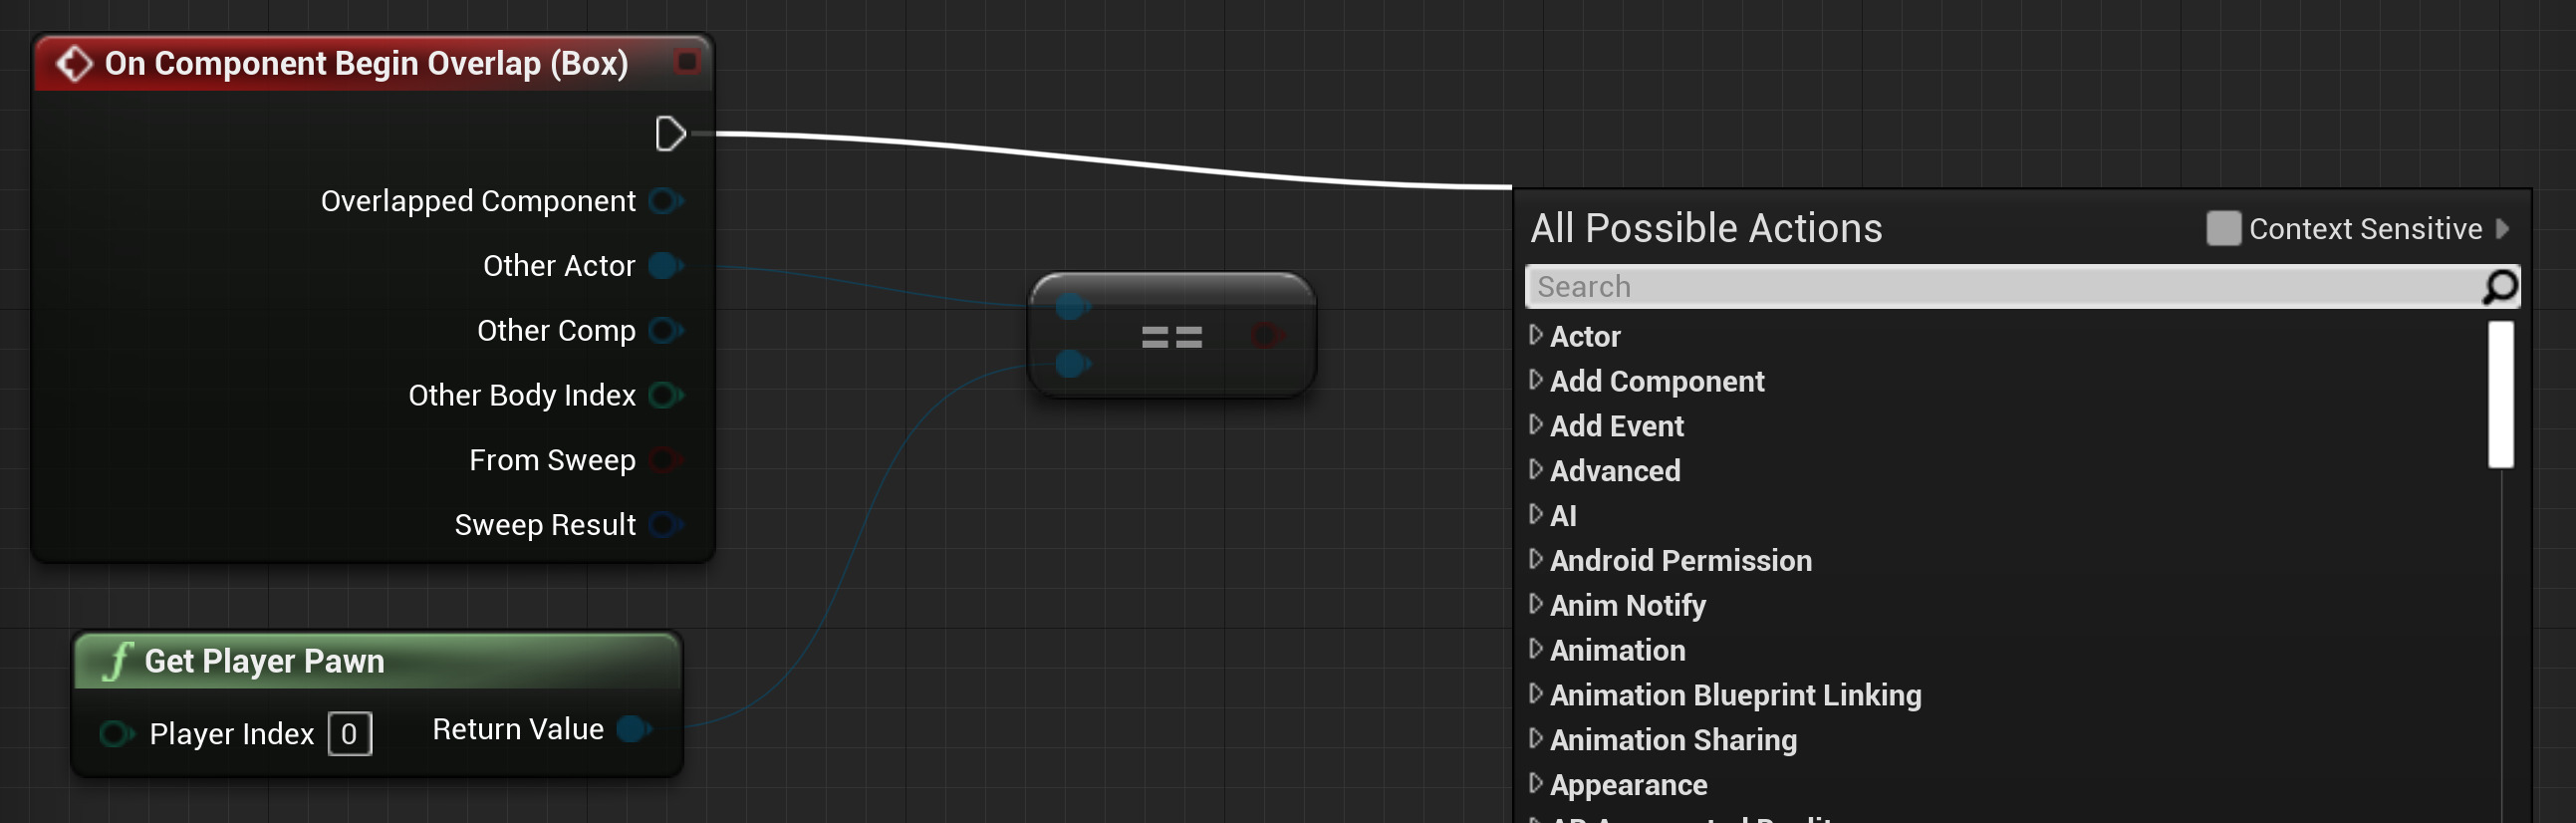 On Component Begin Overlap (Box)
Overlapped Component
Other Actor
Other Comp
Other Body Index
From Sweep
Sweep Result
Get Player Pawn
Player Index 0 Return Value
==
All Possible Actions Context Sensitive
Search
Actor
Add Component
Add Event
Advanced
AI
Android Permission
Anim Notify
Animation
Animation Blueprint Linking
Animation Sharing
Appearance